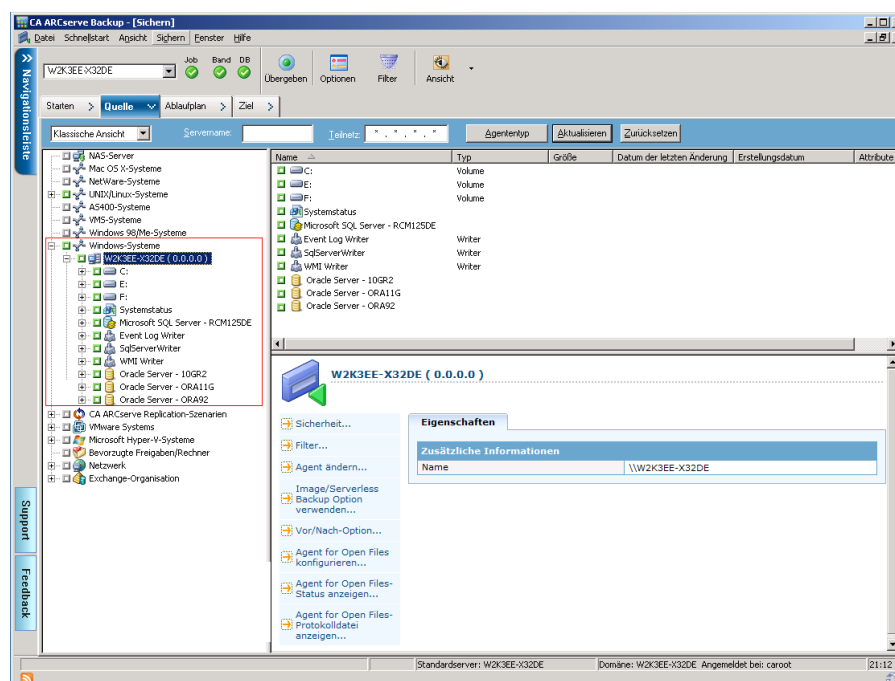 CA ARCserve Backup - [Sichern]
Datei Schnellstart Ansicht Sichern Fenster Hilfe
W2K3EE-X32DE
Job Band DB
Übergeben Optionen Filter Ansicht
Starten Quelle Ablaufplan Ziel
Klassische Ansicht Servername: Teilnetz: * . * . * . * Agententyp Aktualisieren Zurücksetzen
Navigationsleiste
NAS-Server
Mac OS X-Systeme
NetWare-Systeme
UNIX/Linux-Systeme
AS400-Systeme
VMS-Systeme
Windows 98/Me-Systeme
Windows-Systeme
W2K3EE-X32DE ( 0.0.0.0 )
C:
E:
F:
Systemstatus
Microsoft SQL Server - RCM125DE
Event Log Writer
SqlServerWriter
WMI Writer
Oracle Server - 10GR2
Oracle Server - ORA11G
Oracle Server - ORA92
CA ARCserve Replication-Szenarien
VMware Systems
Microsoft Hyper-V-Systeme
Bevorzugte Freigaben/Rechner
Netzwerk
Exchange-Organisation
Support
Feedback
Name Typ Größe Datum der letzten Änderung Erstellungsdatum Attribute
C: Volume
E: Volume
F: Volume
Systemstatus
Microsoft SQL Server - RCM125DE
Event Log Writer Writer
SqlServerWriter Writer
WMI Writer Writer
Oracle Server - 10GR2
Oracle Server - ORA11G
Oracle Server - ORA92
W2K3EE-X32DE ( 0.0.0.0 )
Sicherheit...
Filter...
Agent ändern...
Image/Serverless
Backup Option
verwenden...
Vor/Nach-Option...
Agent for Open Files
konfigurieren...
Agent for Open Files-
Status anzeigen...
Agent for Open Files-
Protokolldatei
anzeigen...
Eigenschaften
Zusätzliche Informationen
Name \\W2K3EE-X32DE
Standardserver: W2K3EE-X32DE Domäne: W2K3EE-X32DE Angemeldet bei: caroot 21:12